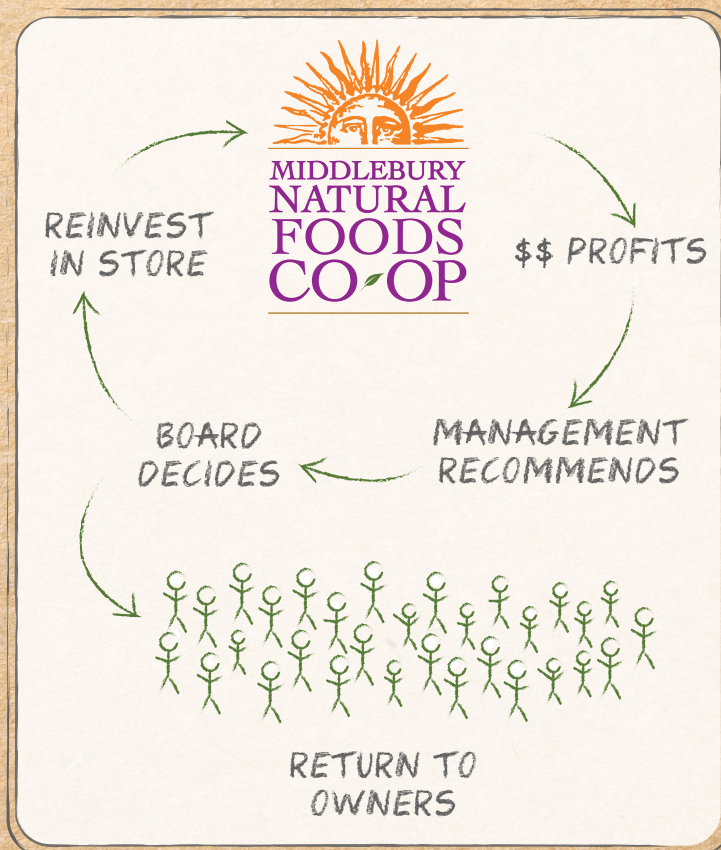 MIDDLEBURY
NATURAL
FOODS
CO-OP
$$ PROFITS
MANAGEMENT
RECOMMENDS
BOARD
DECIDES
REINVEST
IN STORE
RETURN TO
OWNERS